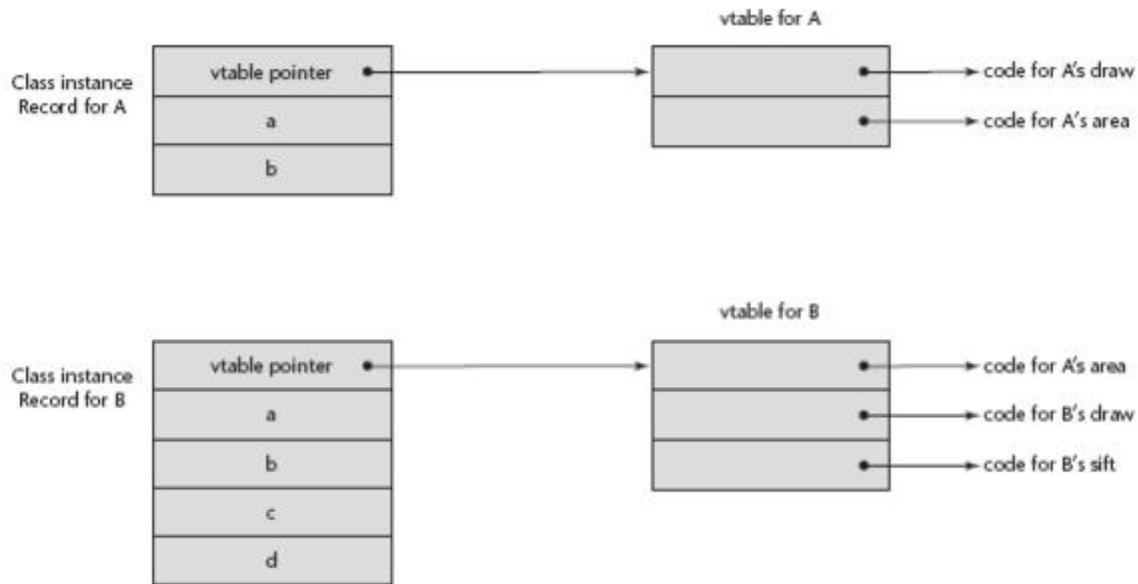 vtable for A
Class instance
Record for A
vtable pointer
a
b
code for A's draw
code for A's area
vtable for B
Class instance
Record for B
vtable pointer
a
b
c
d
code for A's area
code for B's draw
code for B's sift